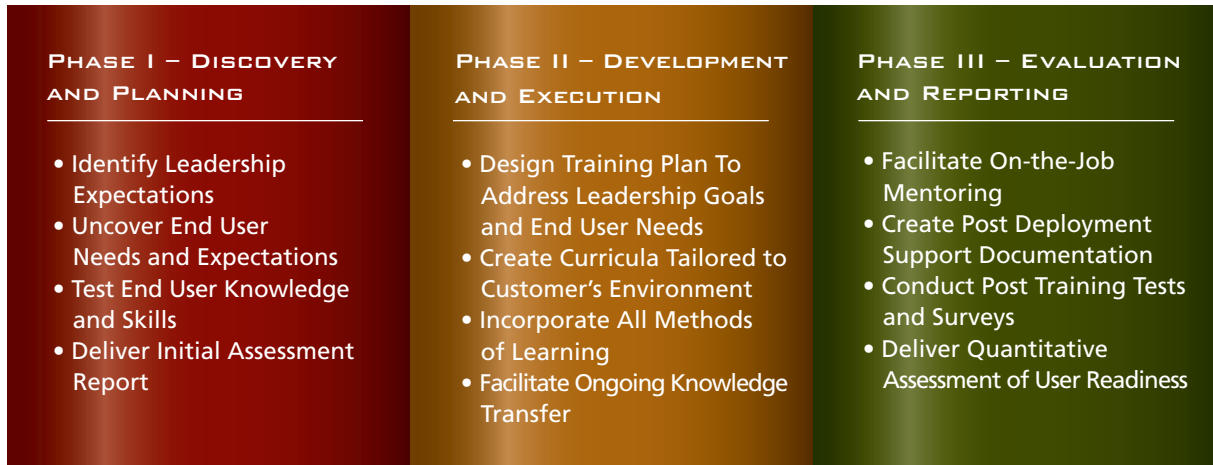 Phase I – Discovery
and Planning
• Identify Leadership
Expectations
• Uncover End User
Needs and Expectations
• Test End User Knowledge
and Skills
• Deliver Initial Assessment
Report
Phase II – Development
and Execution
• Design Training Plan To
Address Leadership Goals
and End User Needs
• Create Curricula Tailored to
Customer’s Environment
• Incorporate All Methods
of Learning
• Facilitate Ongoing Knowledge
Transfer
Phase III – Evaluation
and Reporting
• Facilitate On-the-Job
Mentoring
• Create Post Deployment
Support Documentation
• Conduct Post Training Tests
and Surveys
• Deliver Quantitative
Assessment of User Readiness